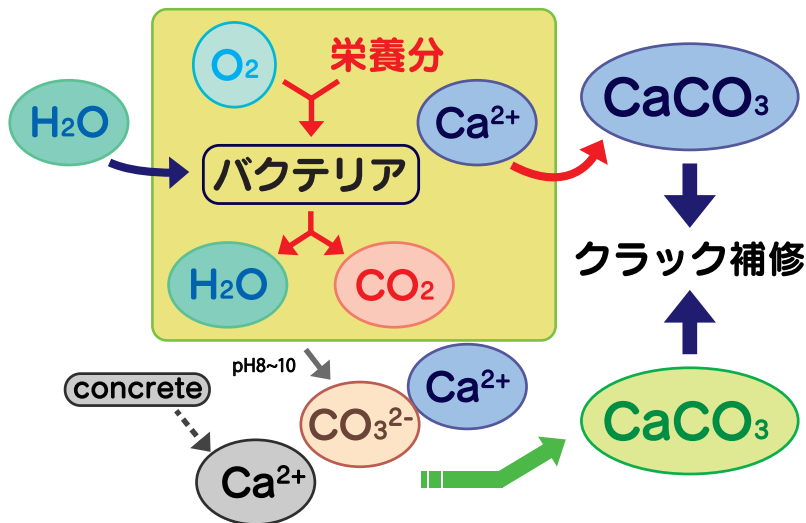 O₂
栄養分
H₂O
Ca²⁺
CaCO₃
バクテリア
クラック補修
H₂O
CO₂
pH8~10
concrete
Ca²⁺
CO₃²⁻
CaCO₃
Ca²⁺